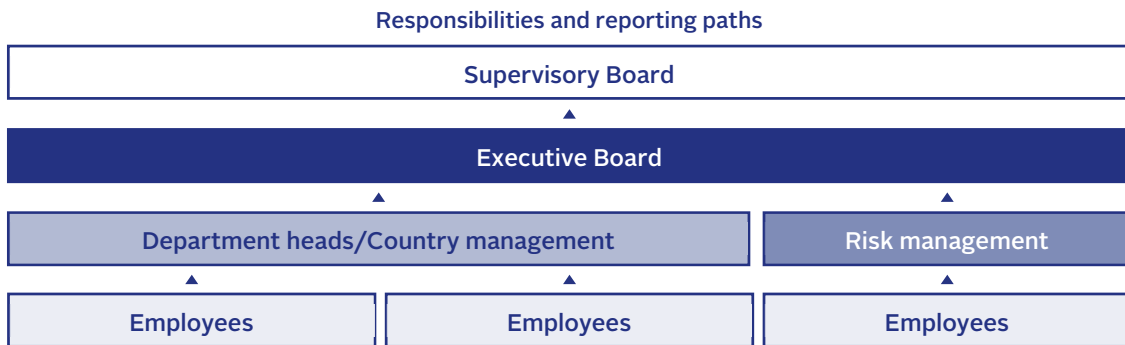 Responsibilities and reporting paths
Supervisory Board
Executive Board
Department heads/Country management
Risk management
Employees
Employees
Employees